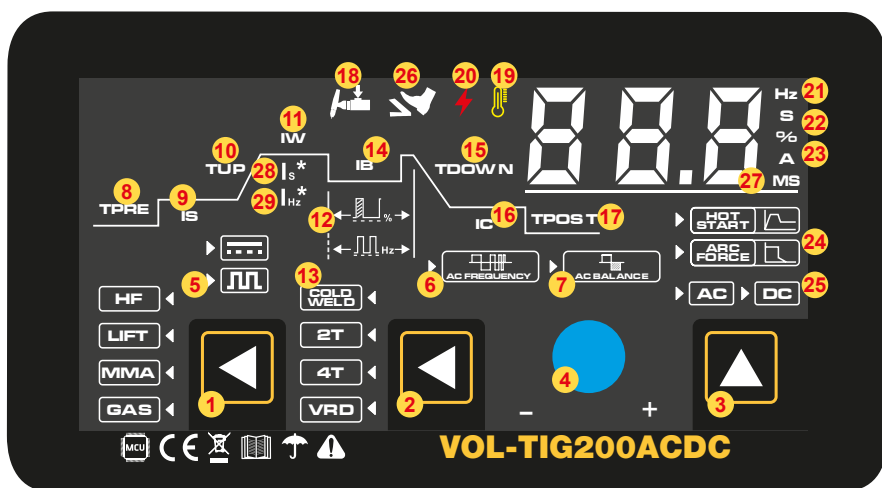 18 26 20 19
88.8
Hz 21
S 22
%
A 23
27 MS
11
IW
10
TUP
28 IS*
29 IHz*
14
IB
15
TDOWN
8
TPRE
9
IS
12
%
Hz
16
IC
TPOST 17
HOT START
ARC FORCE 24
5
6 AC FREQUENCY
7 AC BALANCE
AC DC 25
13
HF
LIFT
MMA
GAS
COLD WELD
2T
4T
VRD
1
2
4
- +
3
MCU CE
VOL-TIG200ACDC